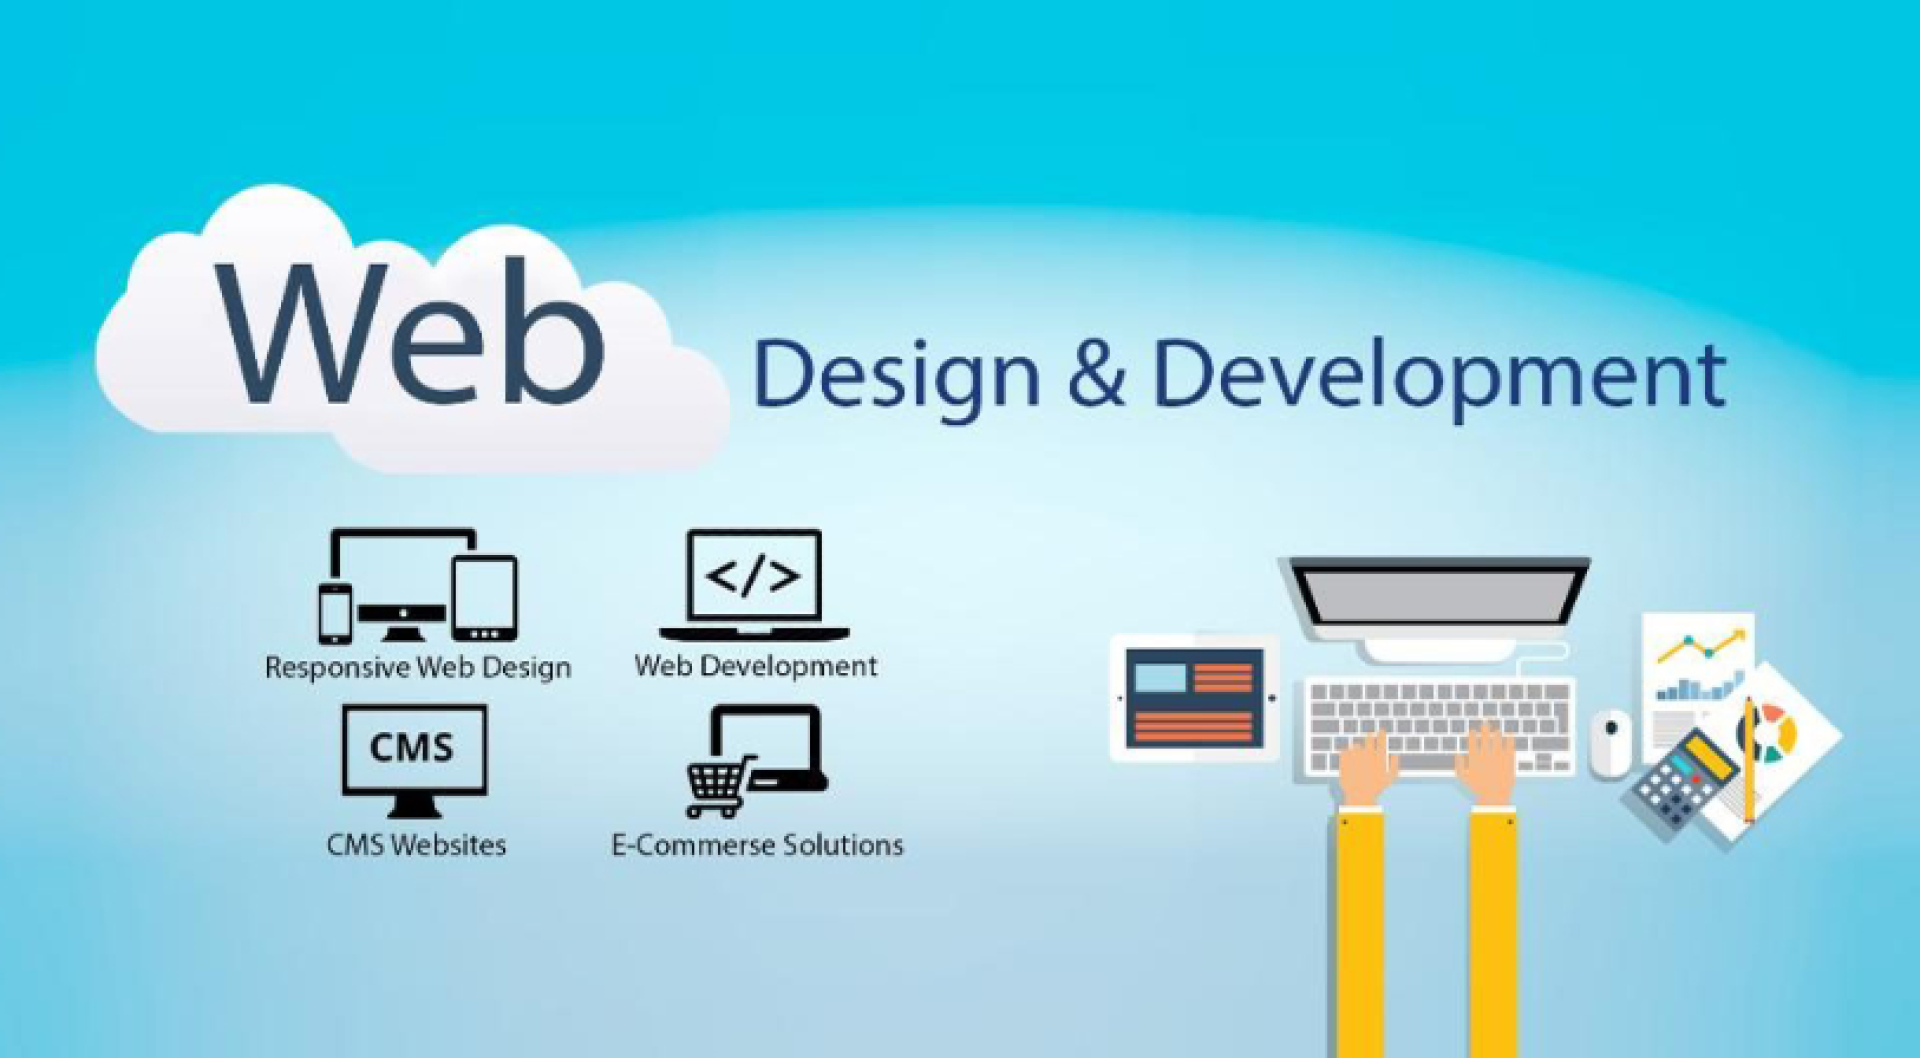 Web
Design & Development
</>
Responsive Web Design
Web Development
CMS
CMS Websites
E-Commerse Solutions